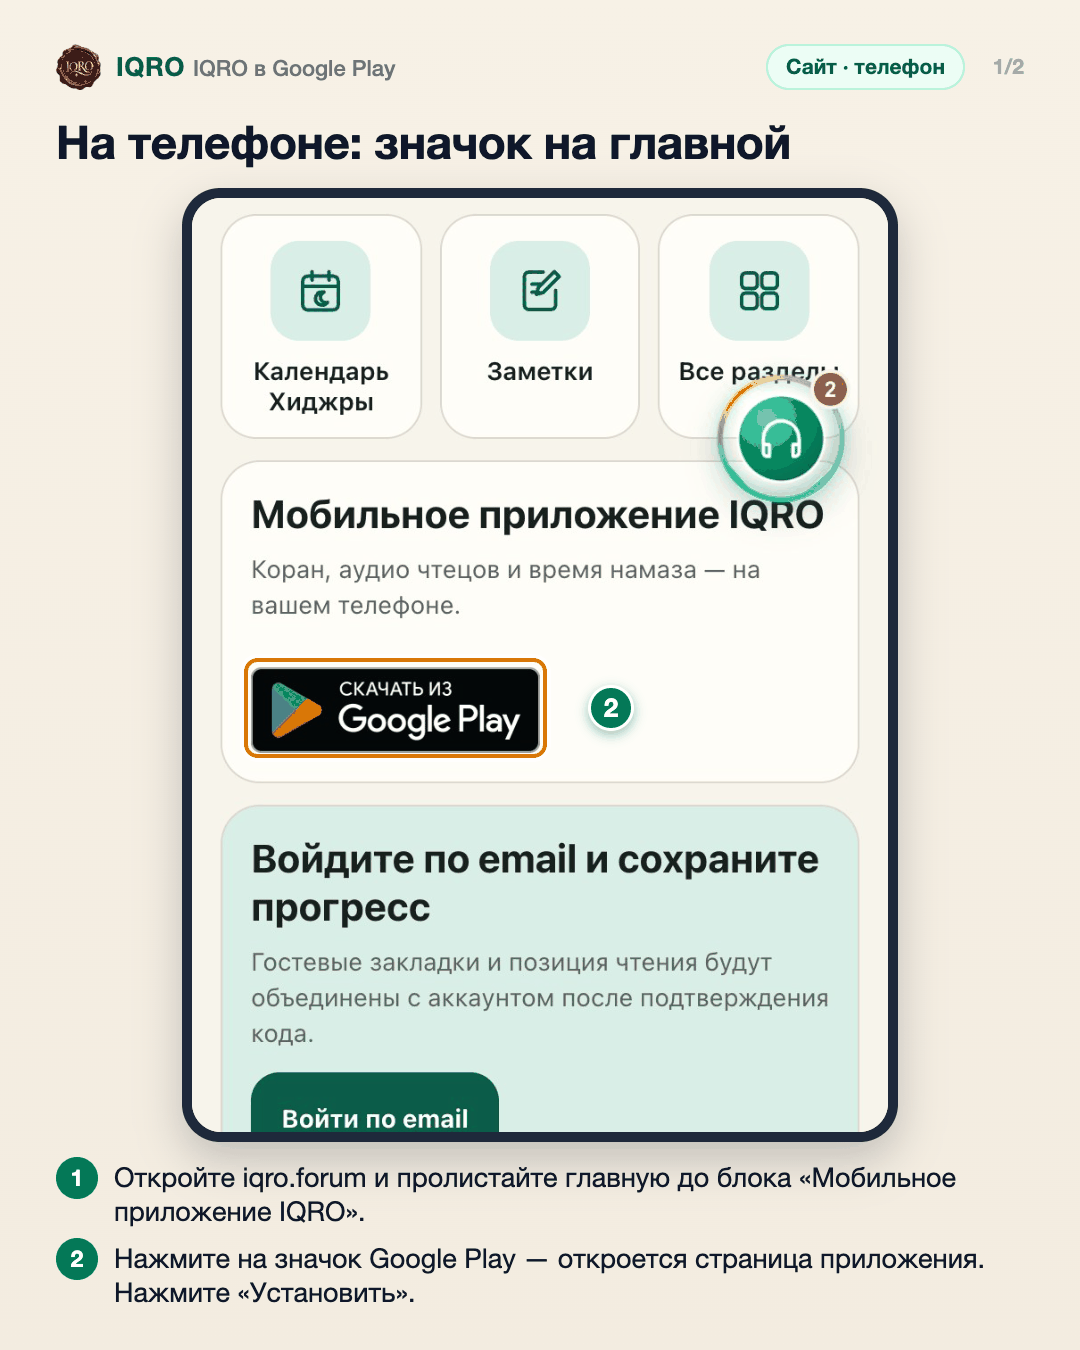 IQRO
IQRO IQRO в Google Play
Сайт · телефон
1/2
На телефоне: значок на главной
Календарь
Хиджры
Заметки
Все разделы
2
Мобильное приложение IQRO
Коран, аудио чтецов и время намаза — на
вашем телефоне.
СКАЧАТЬ ИЗ
Google Play
2
Войдите по email и сохраните
прогресс
Гостевые закладки и позиция чтения будут
объединены с аккаунтом после подтверждения
кода.
Войти по email
1 Откройте iqro.forum и пролистайте главную до блока «Мобильное
приложение IQRO».
2 Нажмите на значок Google Play — откроется страница приложения.
Нажмите «Установить».